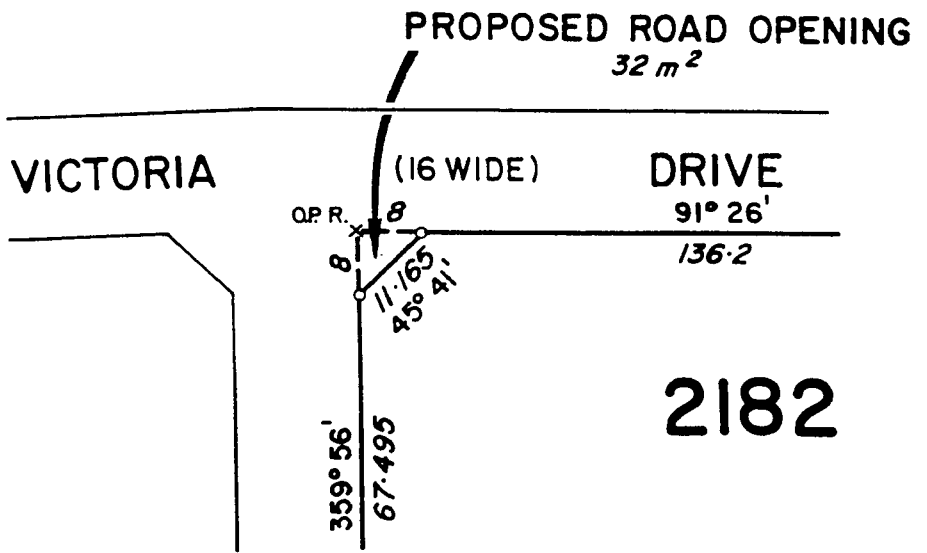 PROPOSED ROAD OPENING
32 m²
VICTORIA
(16 WIDE)
DRIVE
91° 26'
O.P. R.
8
136·2
8
11·165
45° 41'
2182
359° 56'
67·495